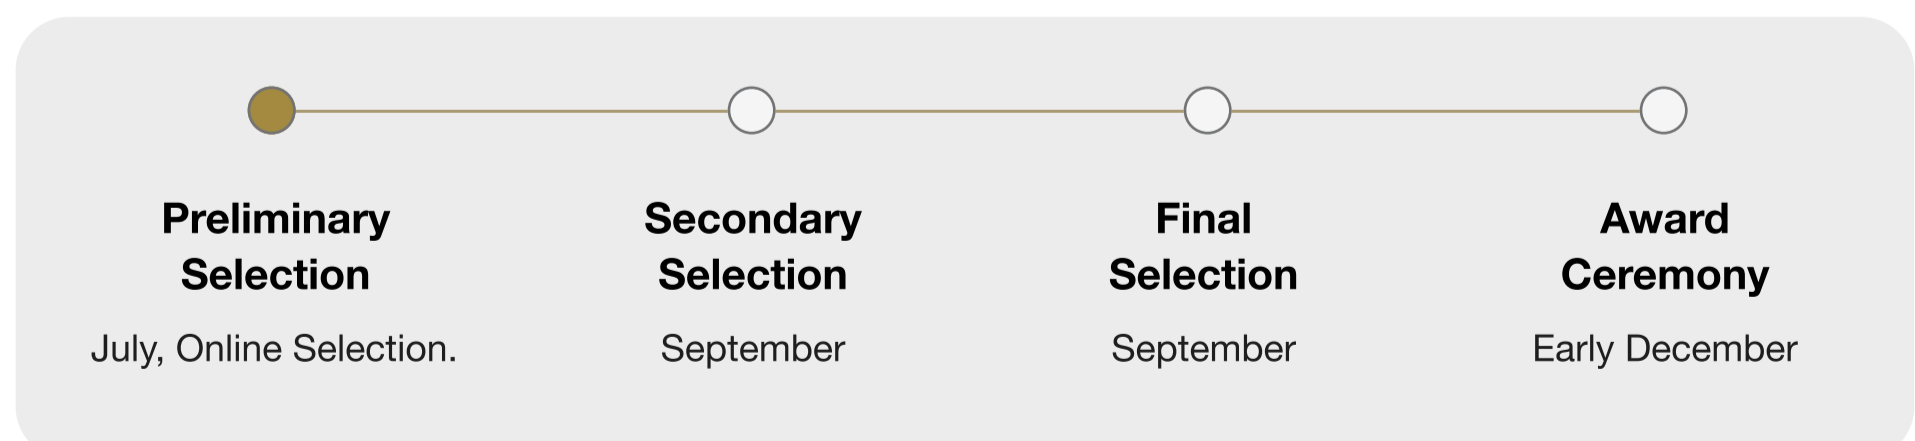 Preliminary
Selection
July, Online Selection.
Secondary
Selection
September
Final
Selection
September
Award
Ceremony
Early December